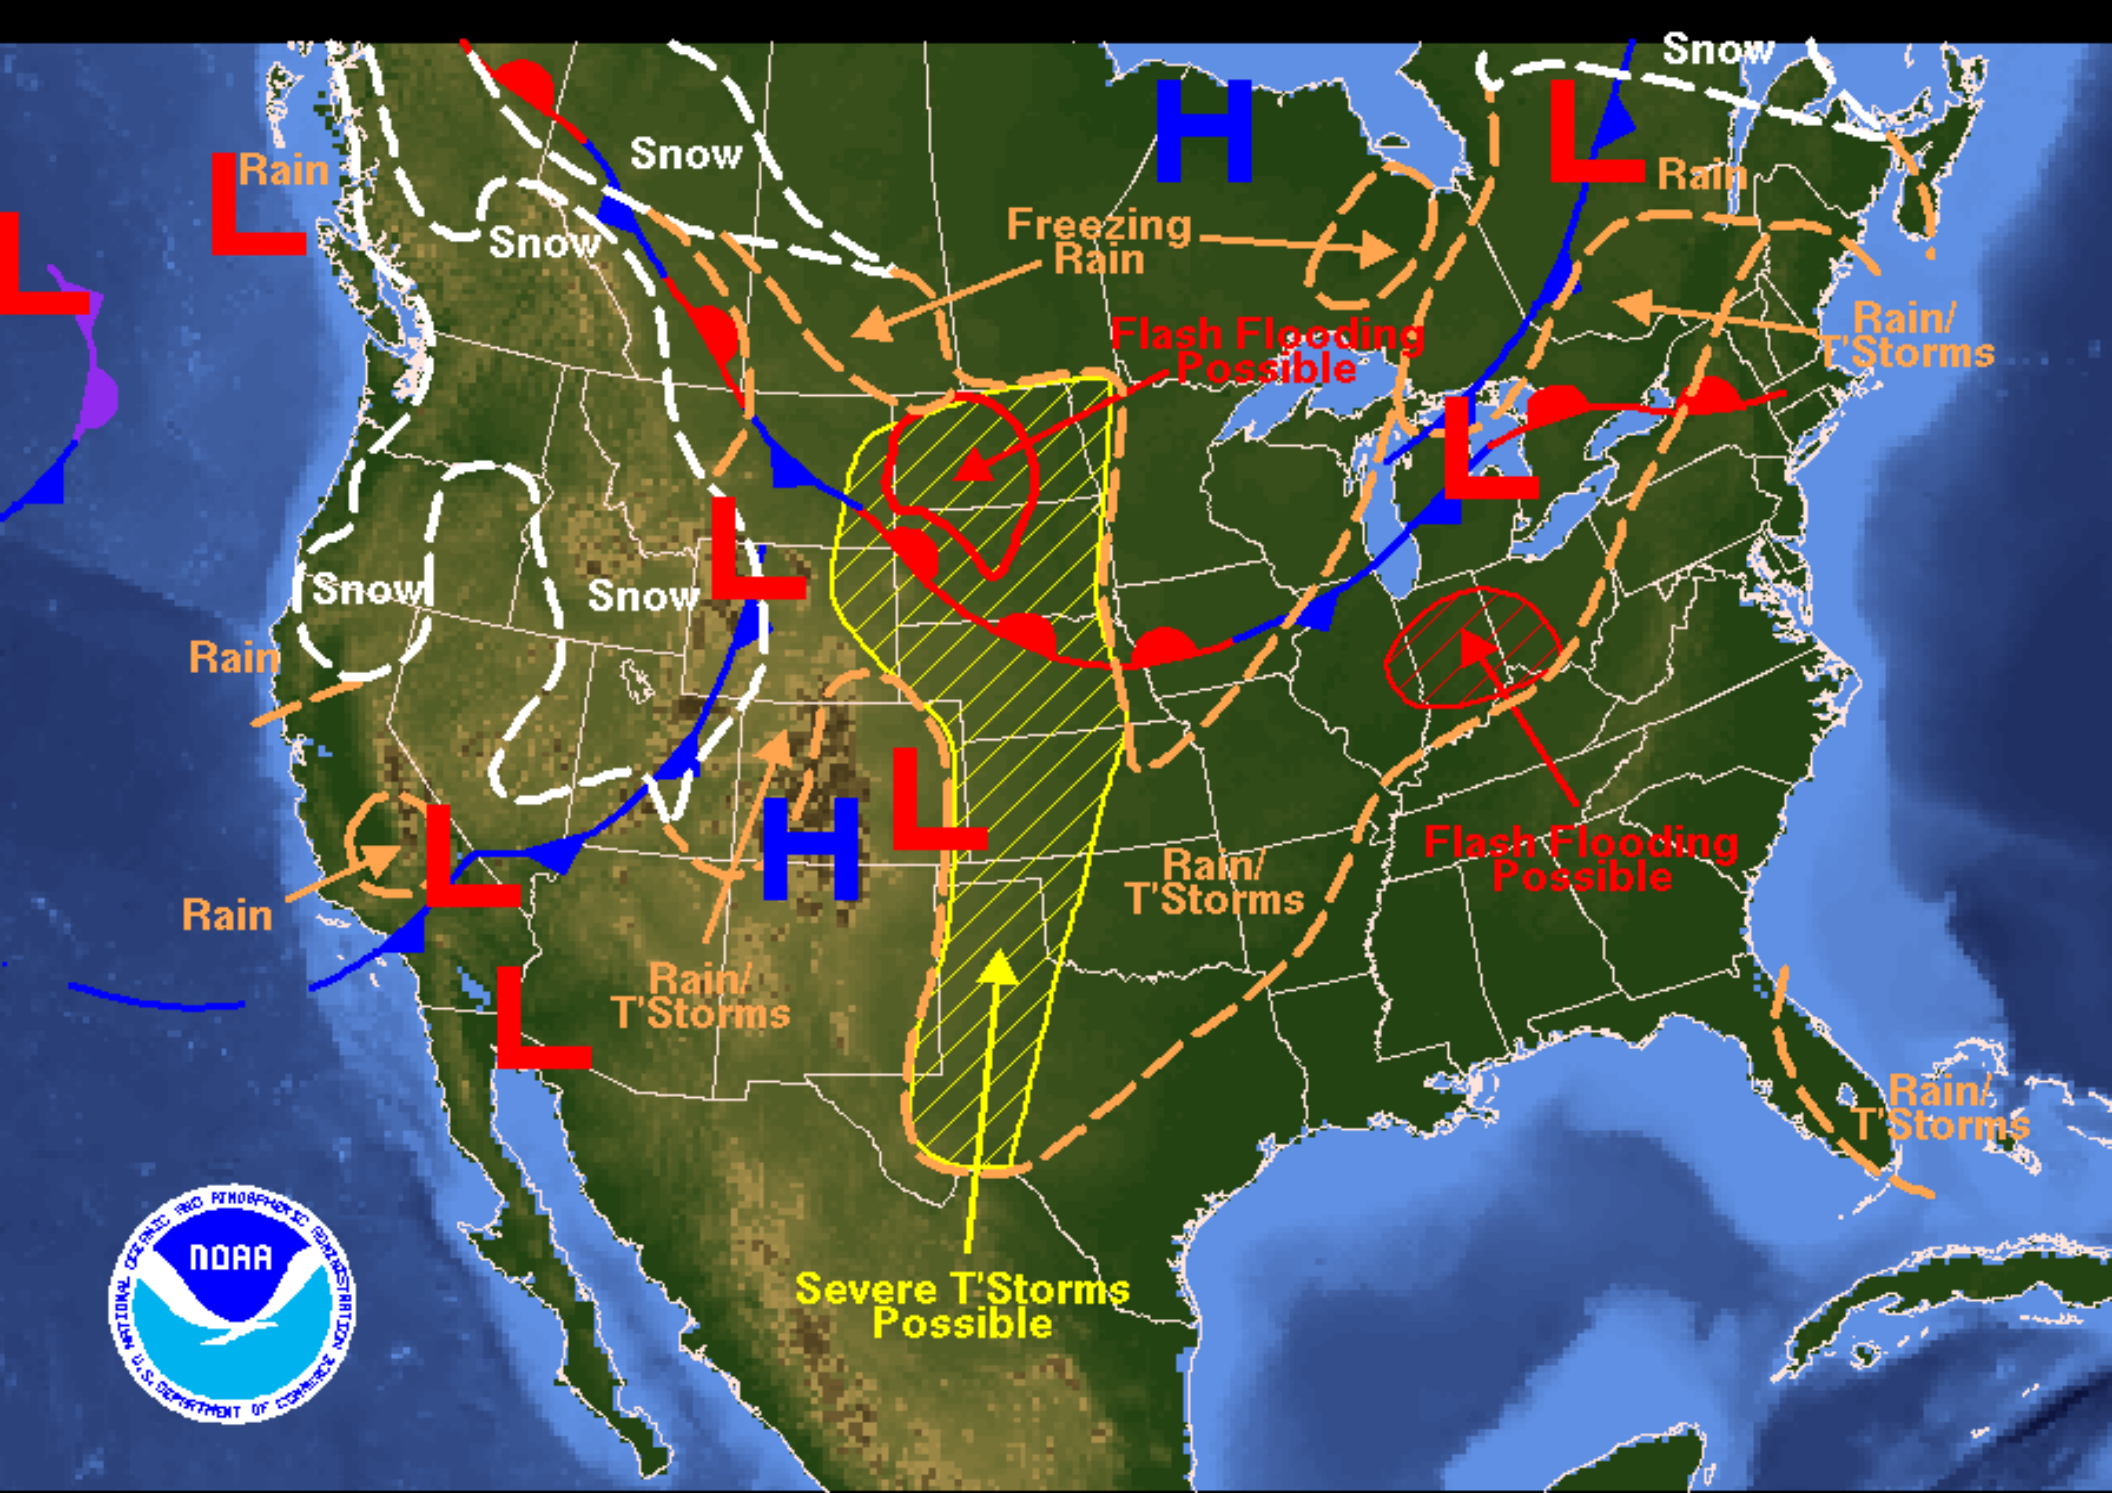 Snow
H
L
Snow
L
Rain
Rain
Freezing
Rain
Snow
L
Rain/
T'Storms
Flash Flooding
Possible
L
L
Snow
Snow
Rain
L
H
L
Flash Flooding
Possible
Rain/
T'Storms
Rain
L
Rain/
T'Storms
Rain/
T'Storms
Severe T'Storms
Possible
NATIONAL OCEANIC AND ATMOSPHERIC ADMINISTRATION
NOAA
U.S. DEPARTMENT OF COMMERCE